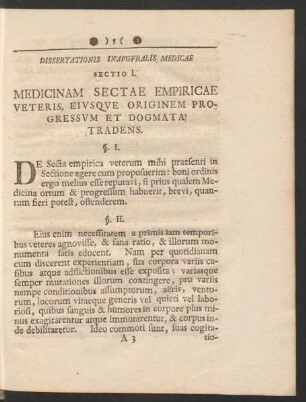 ) 5 (
DISSERTATIONIS INAVGVRALIS, MEDICAE
SECTIO I.
MEDICINAM SECTAE EMPIRICAE
VETERIS, EIVSQVE ORIGINEM PRO-
GRESSVM ET DOGMATA
TRADENS.
§. I.
DE Secta empirica veterum mihi praesenti in
Sectione agere cum proposuerim: boni ordinis
ergo melius esse reputavi, si prius qualem Me-
dicina ortum & progressum habuerit, brevi, quan-
tum fieri potest, ostenderem.
§. II.
Eius enim necessitatem a primis iam tempori-
bus veteres agnovisse, & sana ratio, & illorum mo-
numenta satis edocent. Nam per quotidianam
cum discerent experientiam, sua corpora variis ca-
sibus atque adflictionibus esse exposita; variasque
semper mutationes illorum contingere, pro variis
nempe conditionibus assumptorum, aëris, vento-
rum, locorum vitaeque generis vel quieti vel labo-
riosi, quibus sanguis & humores in corpore plus mi-
nus exagitarentur atque immutarentur, & corpus in-
de debilitaretur. Ideo commoti sunt, suas cogita-
A 3
tio-